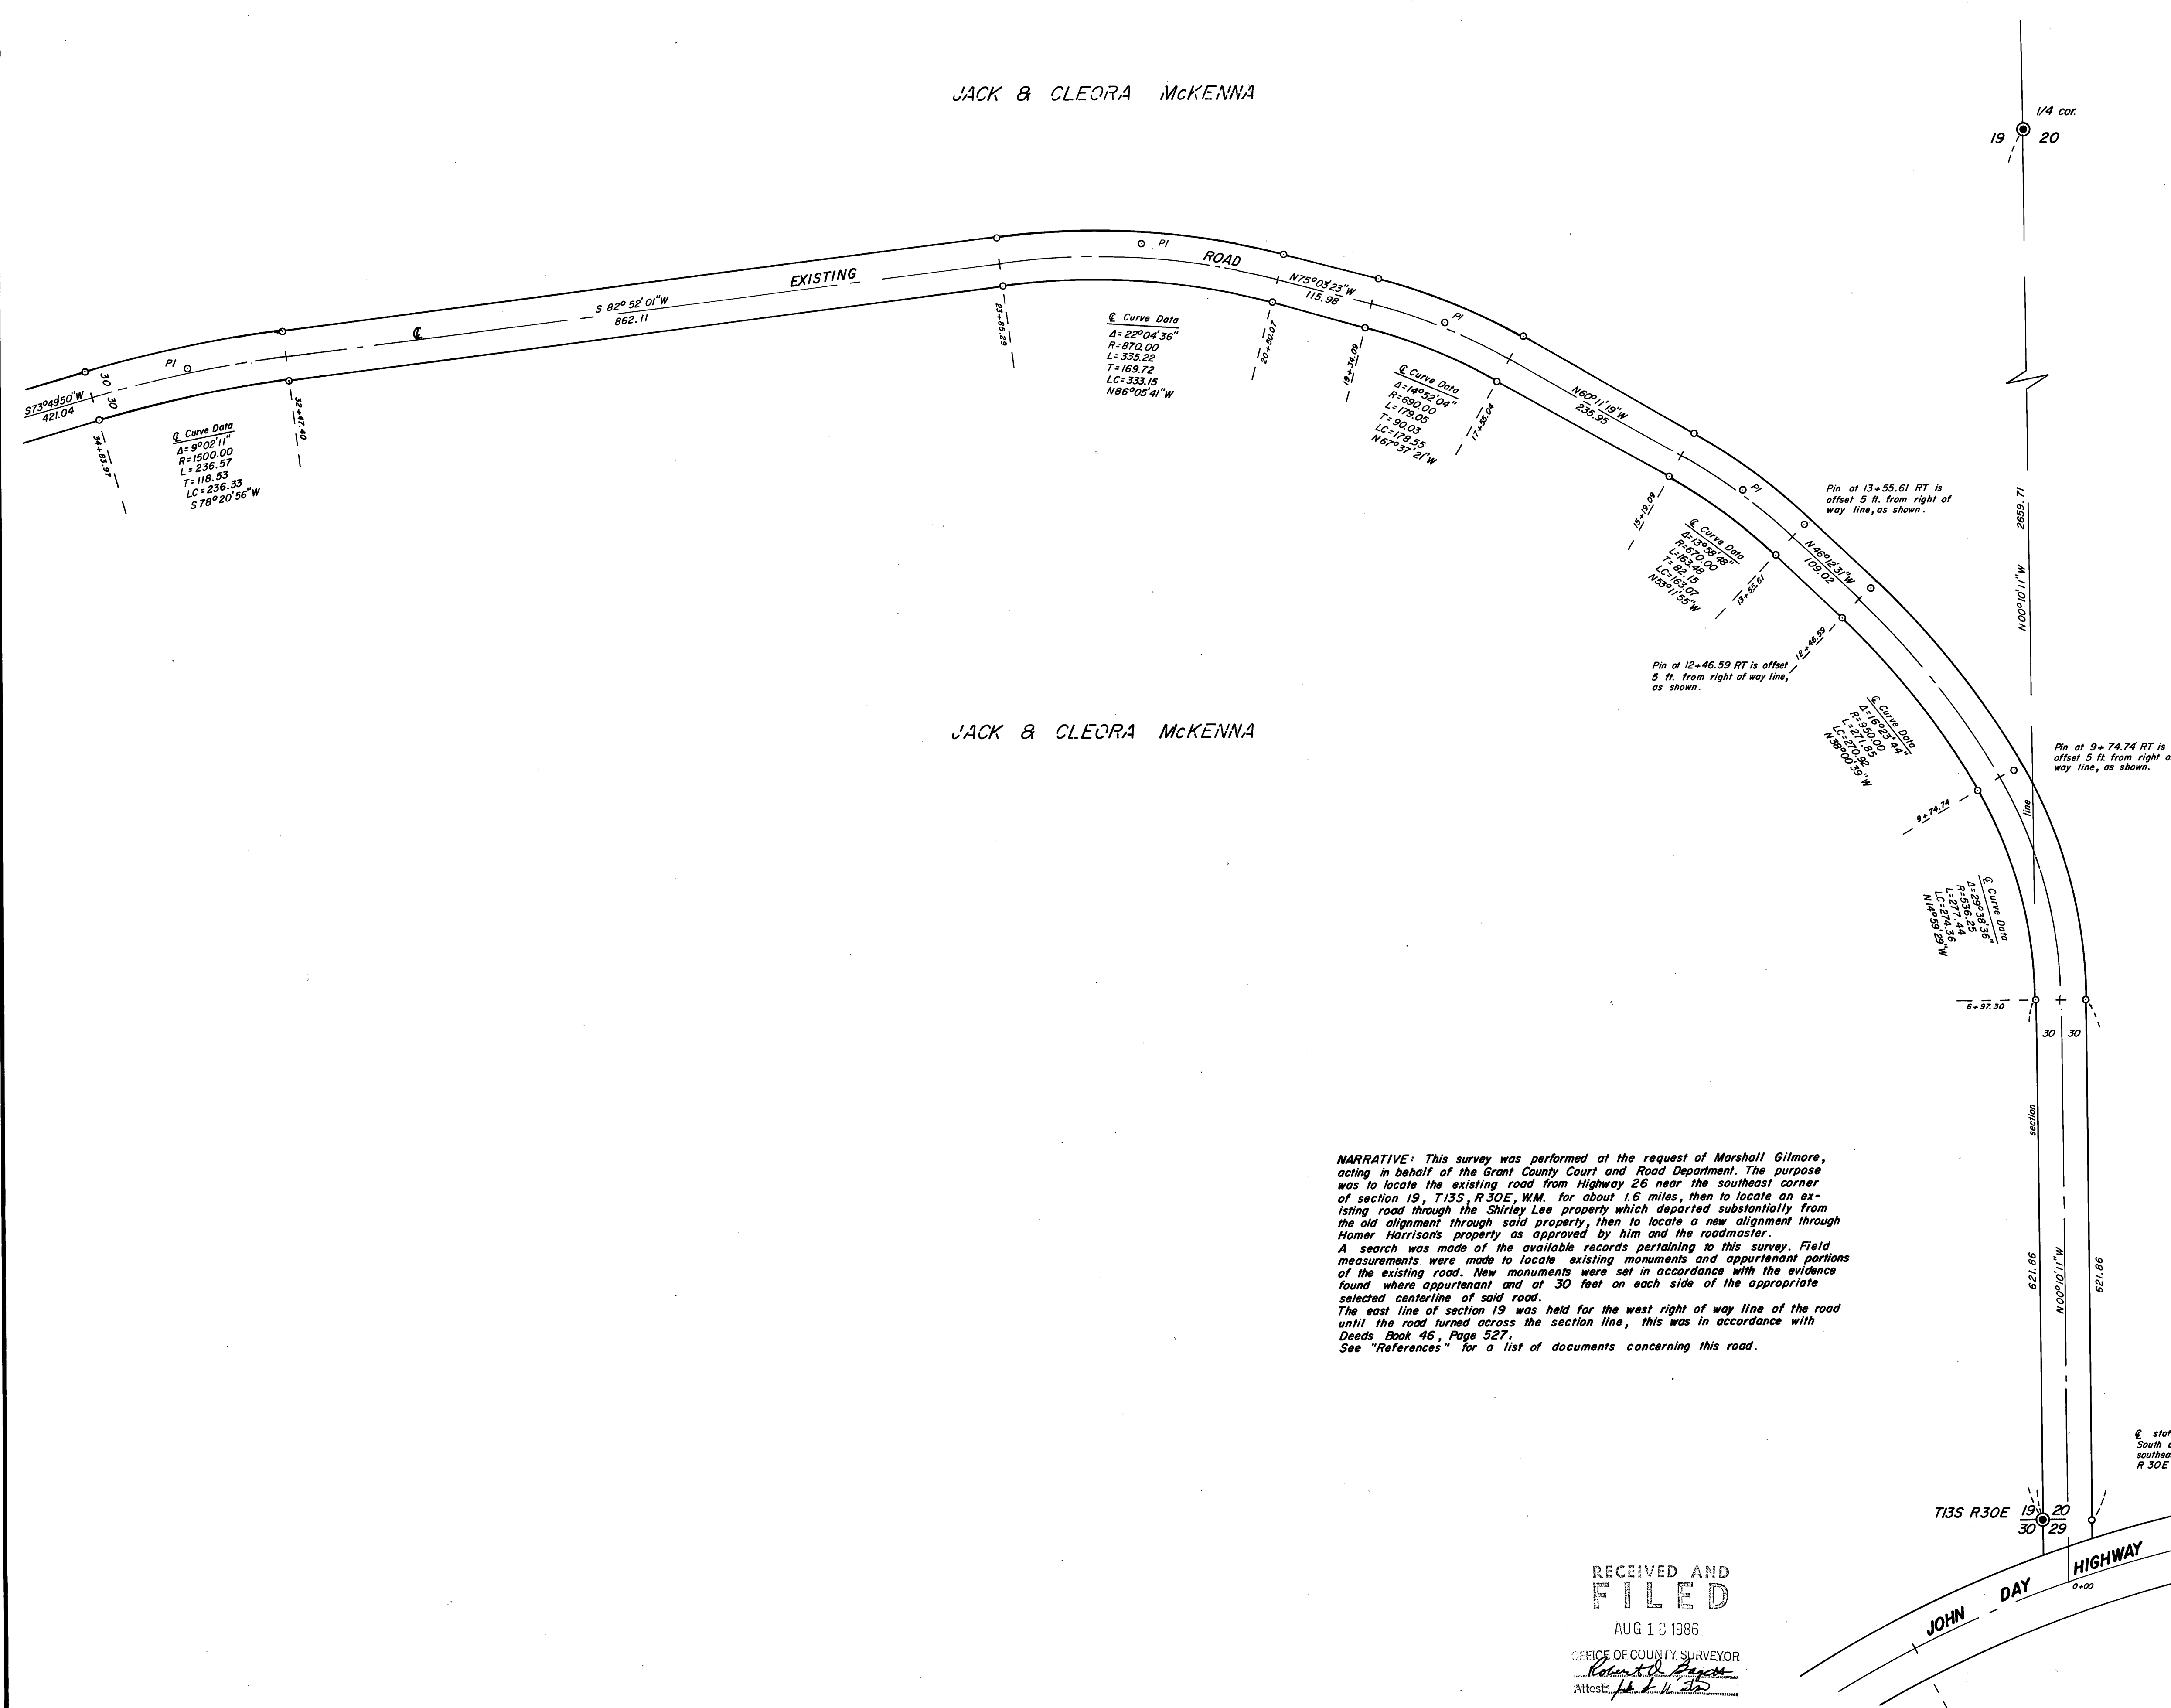 JACK & CLEORA McKENNA
1/4 cor.
19 20
EXISTING
ROAD
PI
PI
PI
PI
S73°49'50"W
421.04
30
30
34+83.97
℄ Curve Data
Δ=9°02'11"
R=1500.00
L=236.57
T=118.53
LC=236.33
S78°20'56"W
32+47.40
℄
S 82°52'01"W
862.11
23+85.29
℄ Curve Data
Δ=22°04'36"
R=870.00
L=335.22
T=169.72
LC=333.15
N86°05'41"W
20+50.07
N75°03'23"W
115.98
19+34.09
℄ Curve Data
Δ=14°52'04"
R=690.00
L=179.05
T=90.03
LC=178.55
N67°37'21"W
17+55.04
N60°11'19"W
235.95
15+19.09
℄ Curve Data
Δ=13°58'48"
R=670.00
L=163.48
T=82.15
LC=163.07
N53°11'55"W
13+55.61
Pin at 13+55.61 RT is
offset 5 ft. from right of
way line, as shown.
N46°12'31"W
109.02
N00°10'11"W 2659.71
12+46.59
Pin at 12+46.59 RT is offset
5 ft. from right of way line,
as shown.
℄ Curve Data
Δ=16°23'44"
R=950.00
L=271.85
LC=270.92
N38°00'39"W
JACK & CLEORA McKENNA
Pin at 9+74.74 RT is
offset 5 ft. from right o
way line, as shown.
9+74.74
line
℄ Curve Data
Δ=29°38'36"
R=536.25
L=277.44
LC=274.36
N14°59'29"W
6+97.30
30 30
section
621.86
N00°10'11"W
621.86
NARRATIVE: This survey was performed at the request of Marshall Gilmore,
acting in behalf of the Grant County Court and Road Department. The purpose
was to locate the existing road from Highway 26 near the southeast corner
of section 19, T13S, R30E, W.M. for about 1.6 miles, then to locate an ex-
isting road through the Shirley Lee property which departed substantially from
the old alignment through said property, then to locate a new alignment through
Homer Harrison's property as approved by him and the roadmaster.
A search was made of the available records pertaining to this survey. Field
measurements were made to locate existing monuments and appurtenant portions
of the existing road. New monuments were set in accordance with the evidence
found where appurtenant and at 30 feet on each side of the appropriate
selected centerline of said road.
The east line of section 19 was held for the west right of way line of the road
until the road turned across the section line, this was in accordance with
Deeds Book 46, Page 527.
See "References" for a list of documents concerning this road.
℄ stat
South
southea
R 30E
T13S R30E 19 20
30 29
JOHN DAY HIGHWAY
0+00
RECEIVED AND
FILED
AUG 1 1986
OFFICE OF COUNTY SURVEYOR
Robert D Bagett
Attest: